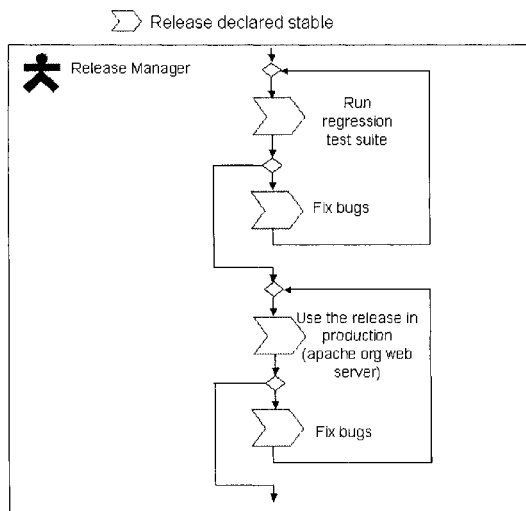 Release declared stable
Release Manager
Run
regression
test suite
Fix bugs
Use the release in
production
(apache org web
server)
Fix bugs